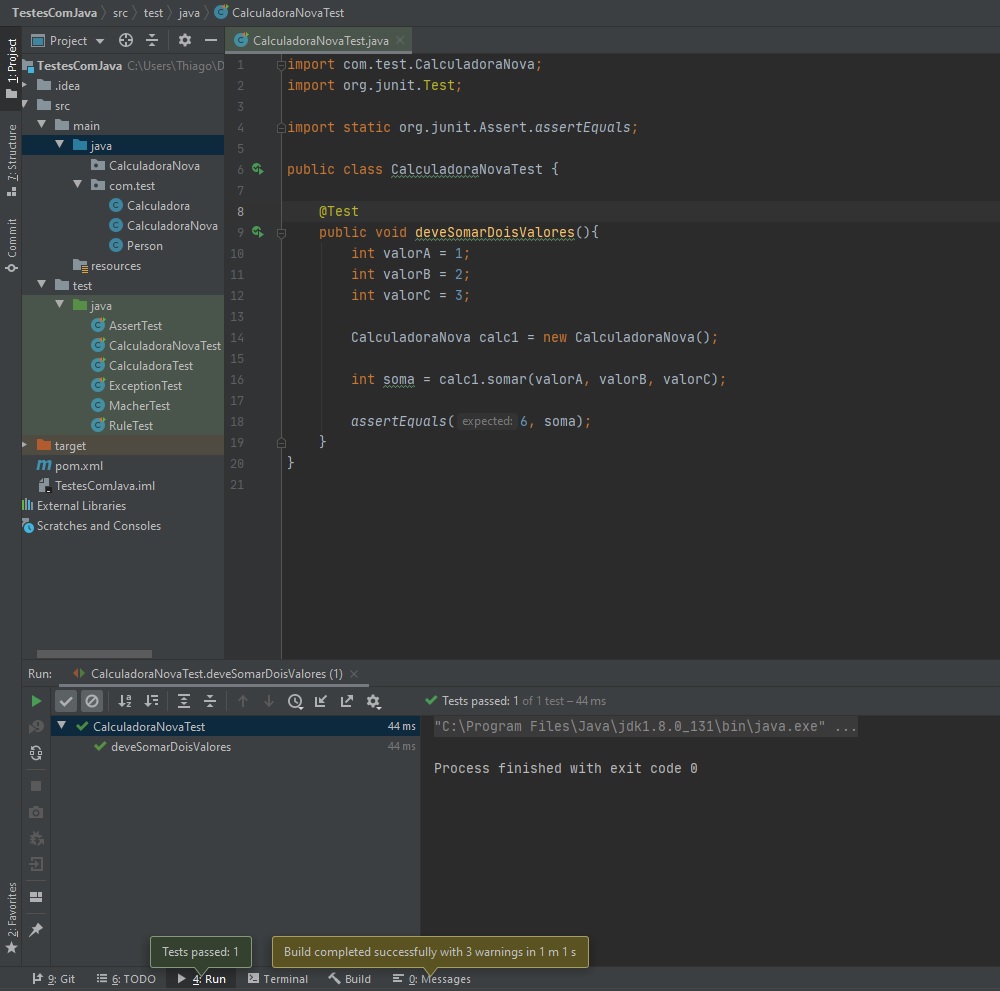 TestesComJava src test java CalculadoraNovaTest
1: Project
7: Structure
Commit
2: Favorites
Project
TestesComJava C:\Users\Thiago\D
.idea
src
main
java
CalculadoraNova
com.test
Calculadora
CalculadoraNova
Person
resources
test
java
AssertTest
CalculadoraNovaTest
CalculadoraTest
ExceptionTest
MacherTest
RuleTest
target
pom.xml
TestesComJava.iml
External Libraries
Scratches and Consoles
CalculadoraNovaTest.java
1 import com.test.CalculadoraNova;
2 import org.junit.Test;
3
4 import static org.junit.Assert.assertEquals;
5
6 public class CalculadoraNovaTest {
7
8 @Test
9 public void deveSomarDoisValores(){
10 int valorA = 1;
11 int valorB = 2;
12 int valorC = 3;
13
14 CalculadoraNova calc1 = new CalculadoraNova();
15
16 int soma = calc1.somar(valorA, valorB, valorC);
17
18 assertEquals( expected: 6, soma);
19 }
20 }
21
Run: CalculadoraNovaTest.deveSomarDoisValores (1)
Tests passed: 1 of 1 test – 44 ms
CalculadoraNovaTest 44 ms
deveSomarDoisValores 44 ms
"C:\Program Files\Java\jdk1.8.0_131\bin\java.exe" ...
Process finished with exit code 0
Tests passed: 1
Build completed successfully with 3 warnings in 1 m 1 s
9: Git 6: TODO 4: Run Terminal Build 0: Messages